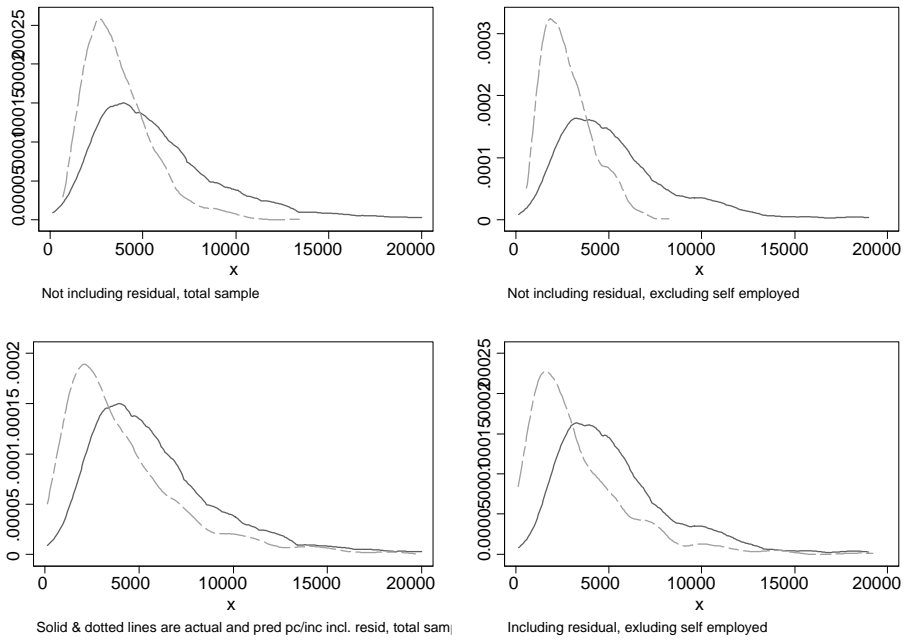 0 .00005 .0001 .00015 .0002 .00025
0 5000 10000 15000 20000
x
Not including residual, total sample
0 .0001 .0002 .0003
0 5000 10000 15000 20000
x
Not including residual, excluding self employed
0 .00005 .0001 .00015 .0002
0 5000 10000 15000 20000
x
Solid & dotted lines are actual and pred pc/inc incl. resid, total sam
0 .00005 .0001 .00015 .0002 .00025
0 5000 10000 15000 20000
x
Including residual, exluding self employed